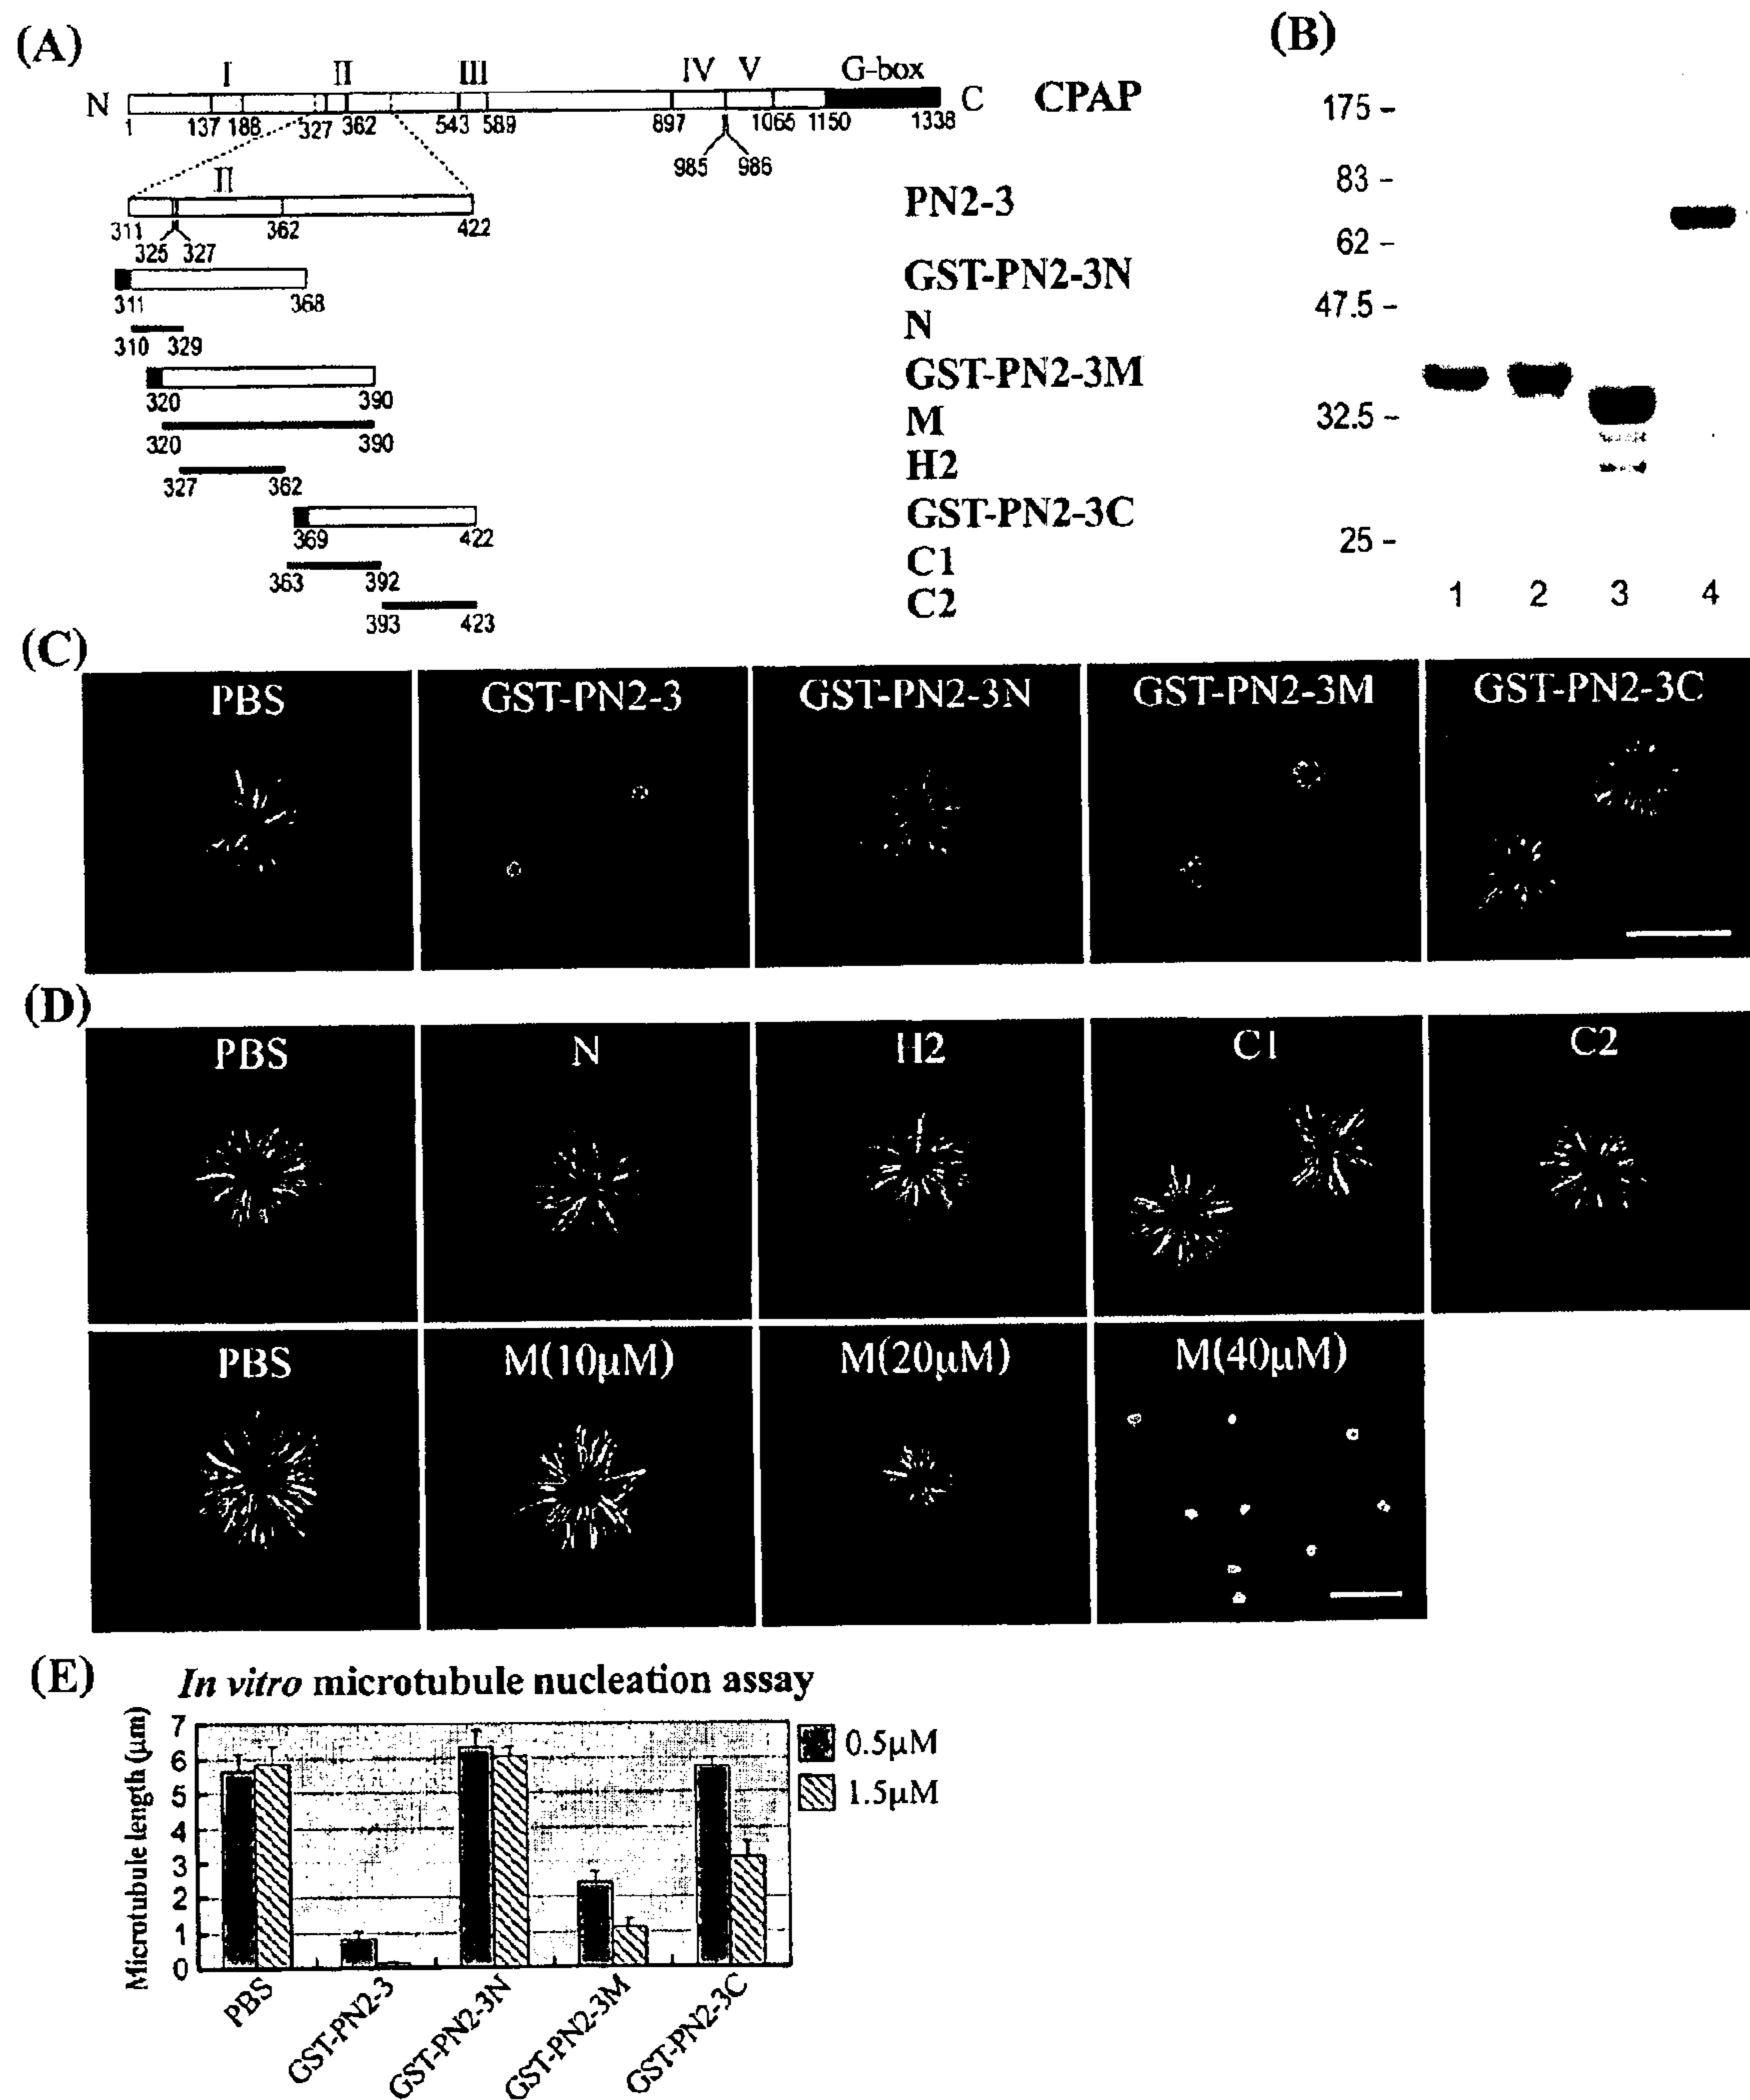 (A)
I II III IV V G-box
N C CPAP
1 137 188 327 362 543 589 897 1065 1150 1338
985 986
II
PN2-3
311 325 327 362 422
GST-PN2-3N
311 368
N
310 329
GST-PN2-3M
320 390
M
320 390
H2
327 362
GST-PN2-3C
369 422
C1
363 392
C2
393 423
(B)
175 -
83 -
62 -
47.5 -
32.5 -
25 -
1 2 3 4
(C)
PBS GST-PN2-3 GST-PN2-3N GST-PN2-3M GST-PN2-3C
(D)
PBS N H2 C1 C2
PBS M(10μM) M(20μM) M(40μM)
(E)
In vitro microtubule nucleation assay
Microtubule length (μm)
7
6
5
4
3
2
1
0
0.5μM
1.5μM
PBS GST-PN2-3 GST-PN2-3N GST-PN2-3M GST-PN2-3C